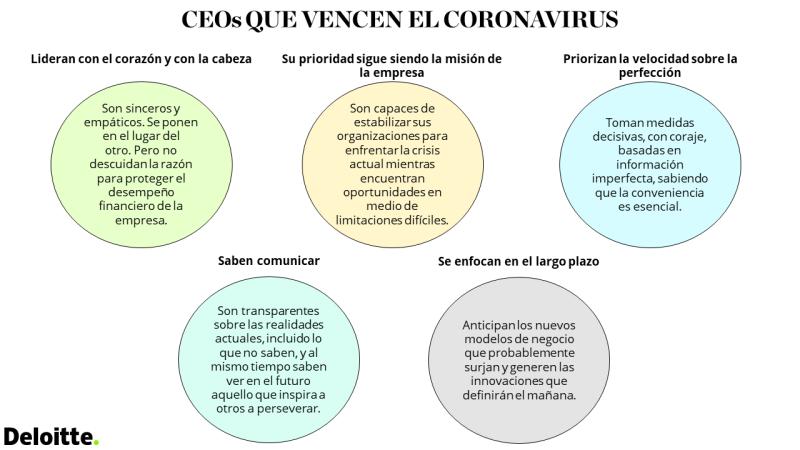 CEOs QUE VENCEN EL CORONAVIRUS
Lideran con el corazón y con la cabeza
Son sinceros y
empáticos. Se ponen
en el lugar del
otro. Pero no
descuidan la razón
para proteger el
desempeño
financiero de la
empresa.
Su prioridad sigue siendo la misión de
la empresa
Son capaces de
estabilizar sus
organizaciones para
enfrentar la crisis
actual mientras
encuentran
oportunidades en
medio de
limitaciones difíciles.
Priorizan la velocidad sobre la
perfección
Toman medidas
decisivas, con coraje,
basadas en
información
imperfecta, sabiendo
que la conveniencia
es esencial.
Saben comunicar
Son transparentes
sobre las realidades
actuales, incluido lo
que no saben, y al
mismo tiempo saben
ver en el futuro
aquello que inspira a
otros a perseverar.
Se enfocan en el largo plazo
Anticipan los nuevos
modelos de negocio
que probablemente
surjan y generen las
innovaciones que
definirán el mañana.
Deloitte.